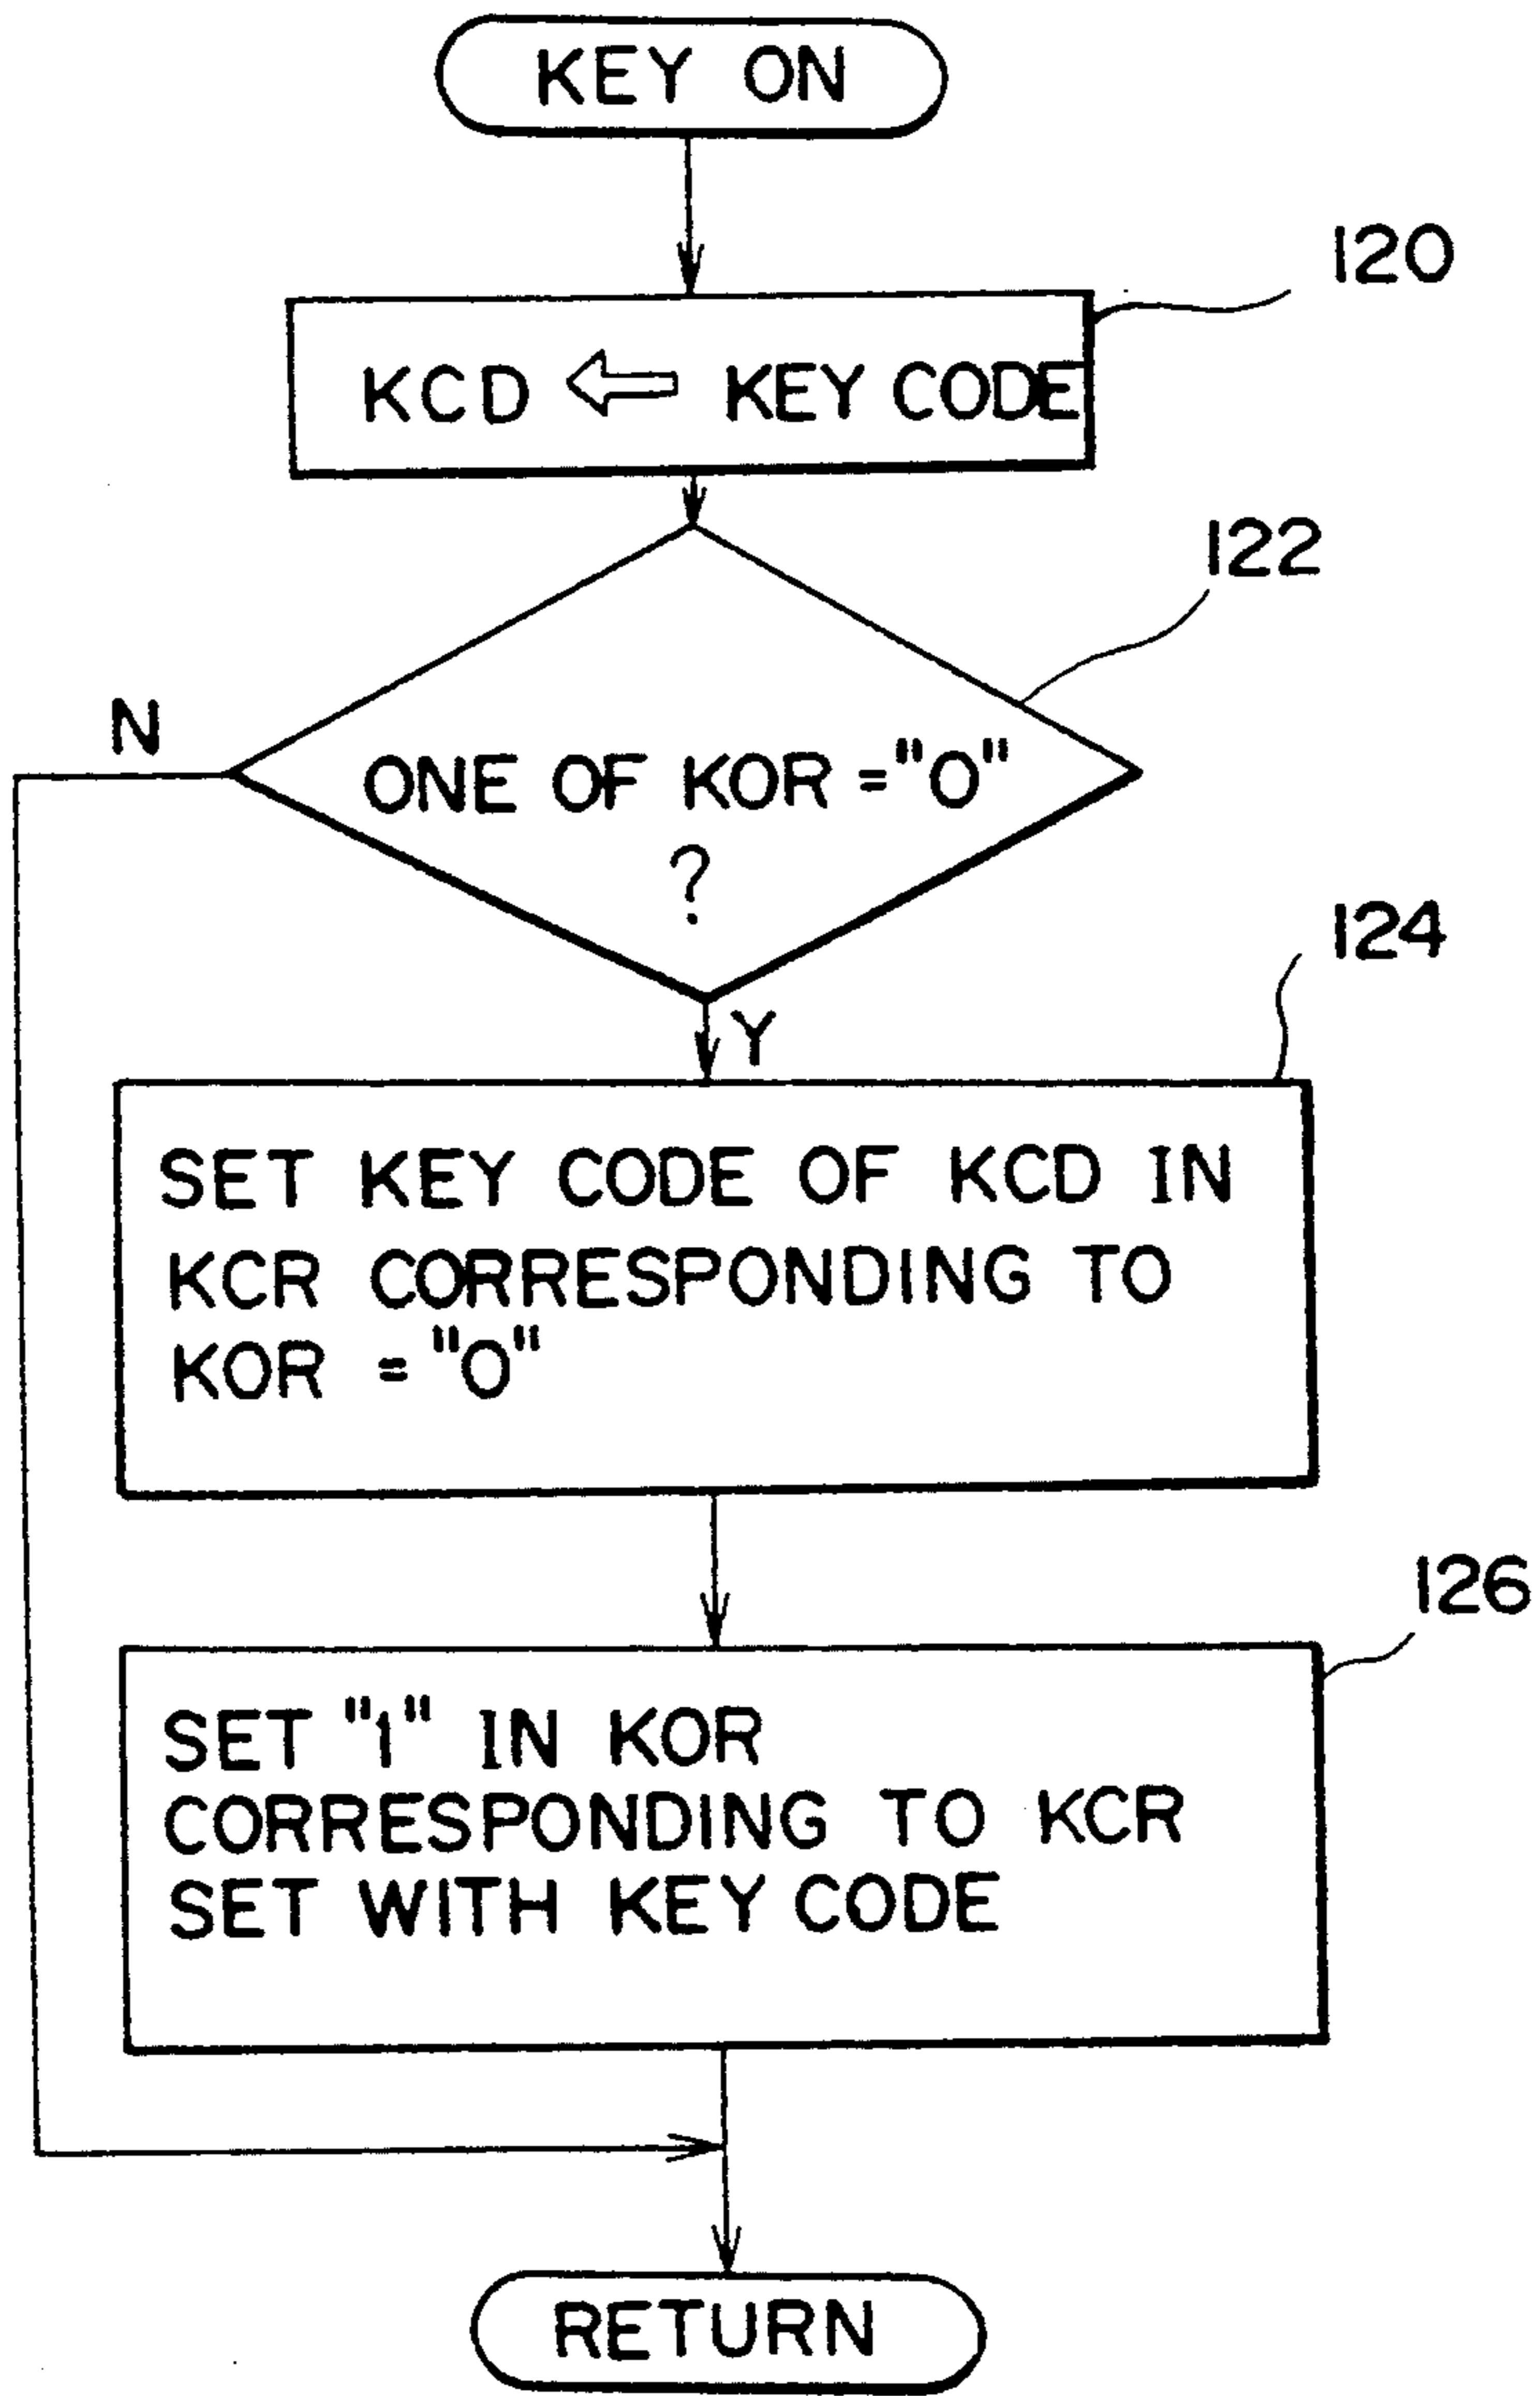 KEY ON
120
KCD ⇐ KEY CODE
122
N
ONE OF KOR = "0"
?
124
Y
SET KEY CODE OF KCD IN
KCR CORRESPONDING TO
KOR = "0"
126
SET "1" IN KOR
CORRESPONDING TO KCR
SET WITH KEY CODE
RETURN